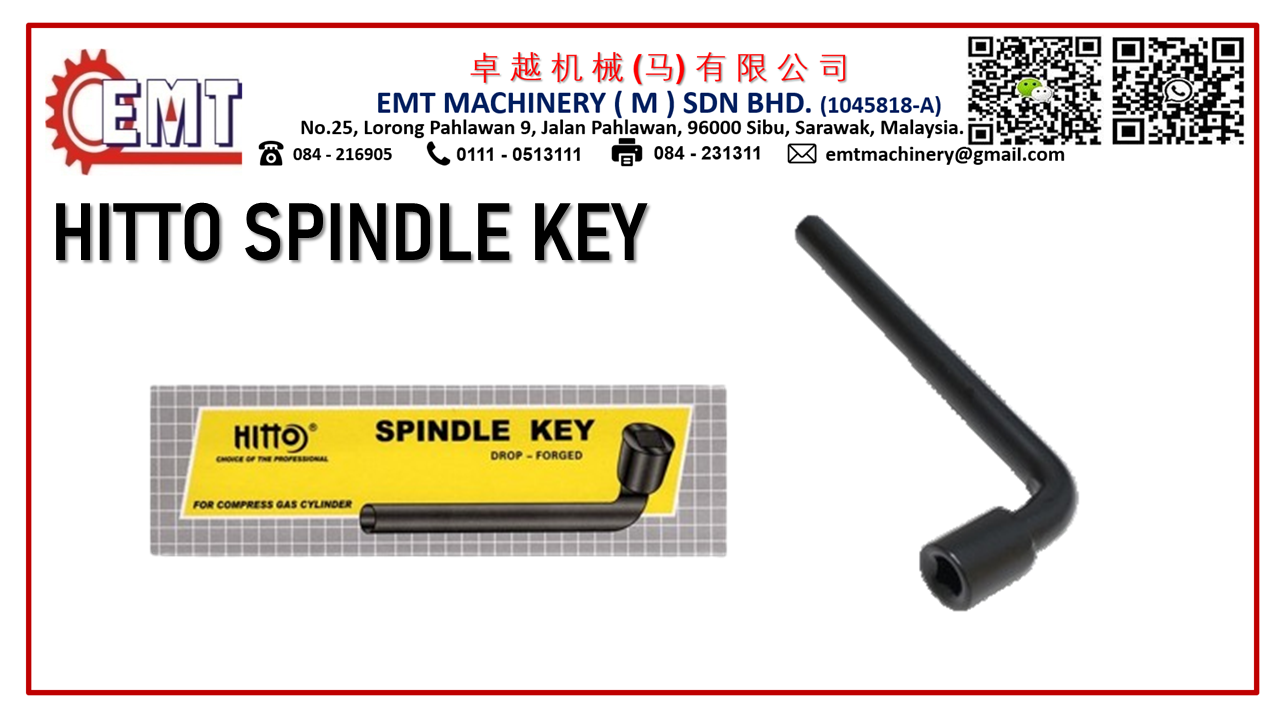 EMT
卓越机械(马)有限公司
EMT MACHINERY ( M ) SDN BHD. (1045818-A)
No.25, Lorong Pahlawan 9, Jalan Pahlawan, 96000 Sibu, Sarawak, Malaysia.
084 - 216905 0111 - 0513111 084 - 231311 emtmachinery@gmail.com
HITTO SPINDLE KEY
HITTO® SPINDLE KEY
CHOICE OF THE PROFESSIONAL DROP – FORGED
FOR COMPRESS GAS CYLINDER